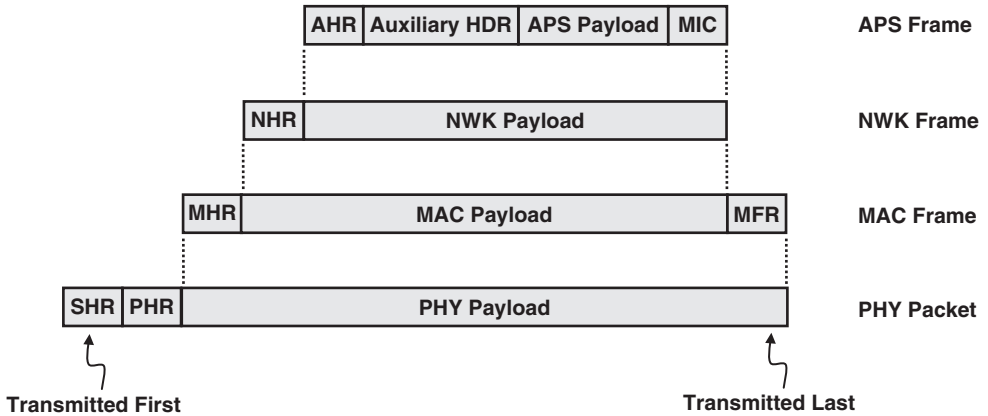 AHR Auxiliary HDR APS Payload MIC APS Frame
NHR NWK Payload NWK Frame
MHR MAC Payload MFR MAC Frame
SHR PHR PHY Payload PHY Packet
Transmitted First Transmitted Last